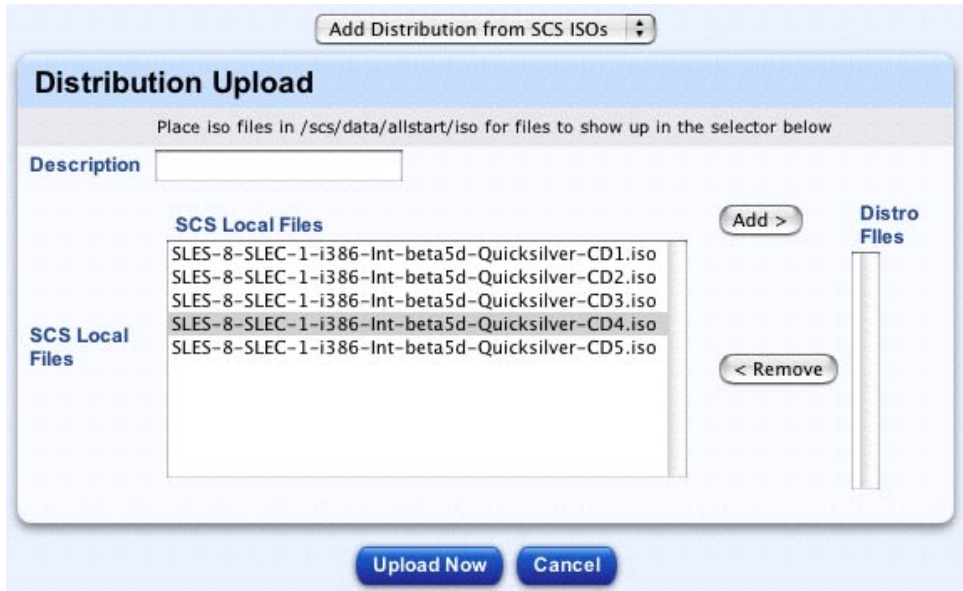 Add Distribution from SCS ISOs
Distribution Upload
Place iso files in /scs/data/allstart/iso for files to show up in the selector below
Description
SCS Local Files
SCS Local Files
SLES-8-SLEC-1-i386-Int-beta5d-Quicksilver-CD1.iso
SLES-8-SLEC-1-i386-Int-beta5d-Quicksilver-CD2.iso
SLES-8-SLEC-1-i386-Int-beta5d-Quicksilver-CD3.iso
SLES-8-SLEC-1-i386-Int-beta5d-Quicksilver-CD4.iso
SLES-8-SLEC-1-i386-Int-beta5d-Quicksilver-CD5.iso
Add >
< Remove
Distro
FIles
Upload Now
Cancel